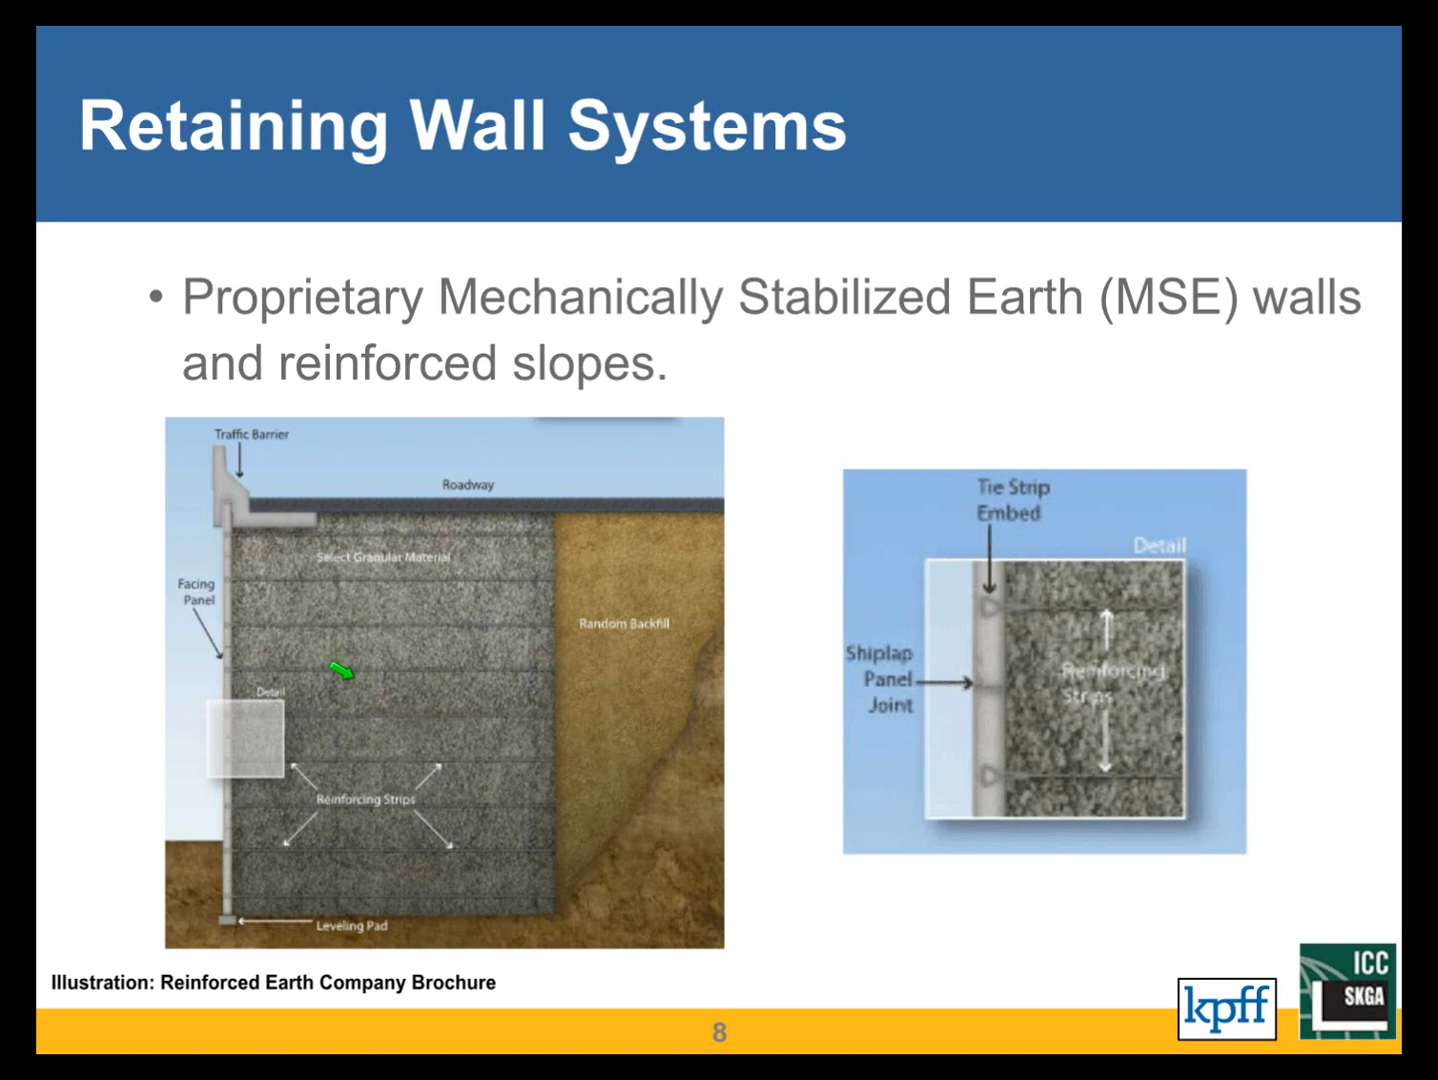 Retaining Wall Systems
• Proprietary Mechanically Stabilized Earth (MSE) walls
and reinforced slopes.
Traffic Barrier
Roadway
Select Granular Material
Facing
Panel
Random Backfill
Detail
Reinforcing Strips
Leveling Pad
Tie Strip
Embed
Detail
Shiplap
Panel
Joint
Reinforcing
Strips
Illustration: Reinforced Earth Company Brochure
kpff
ICC
SKGA
8